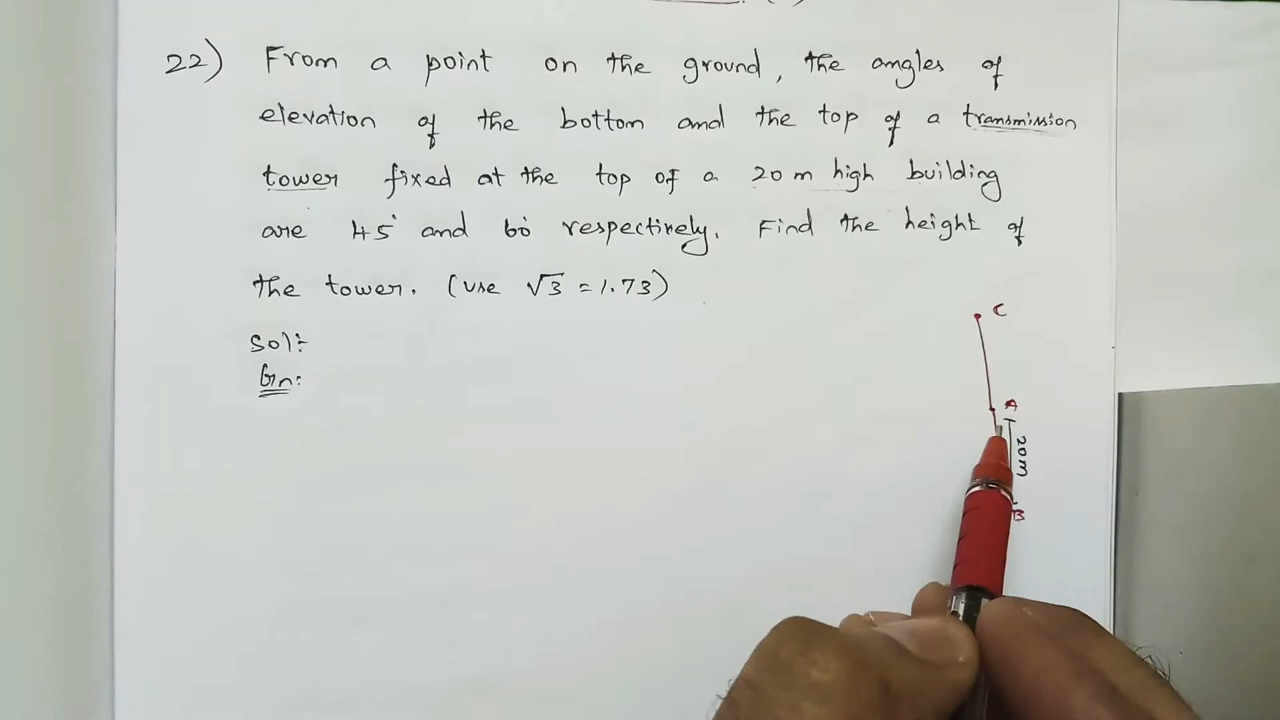 22) From a point on the ground, the angles of
elevation of the bottom and the top of a transmission
tower fixed at the top of a 20 m high building
are 45° and 60° respectively. Find the height of
the tower. (use √3 = 1.73)
Sol:
Gn:
C
A
20m
B